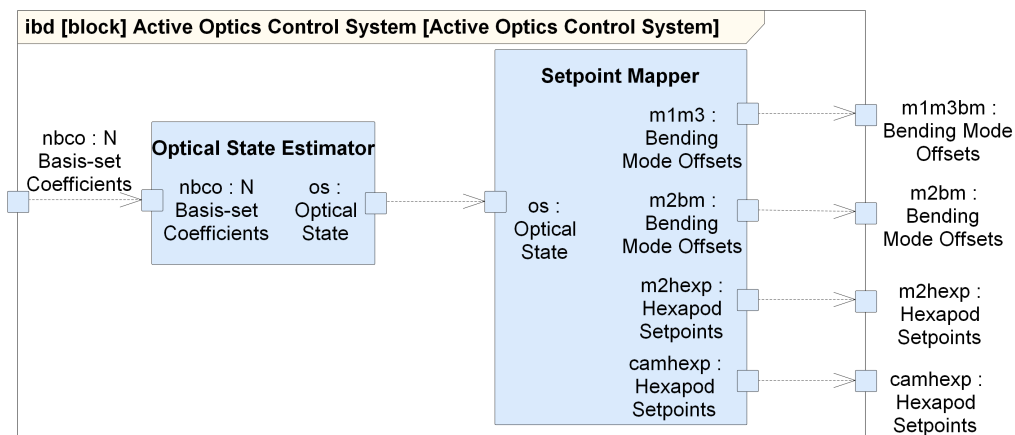 ibd [block] Active Optics Control System [Active Optics Control System]
nbco : N
Basis-set
Coefficients
Optical State Estimator
nbco : N
Basis-set
Coefficients
os :
Optical
State
Setpoint Mapper
os :
Optical
State
m1m3 :
Bending
Mode Offsets
m2bm :
Bending
Mode Offsets
m2hexp :
Hexapod
Setpoints
camhexp :
Hexapod
Setpoints
m1m3bm :
Bending Mode
Offsets
m2bm :
Bending
Mode Offsets
m2hexp :
Hexapod
Setpoints
camhexp :
Hexapod
Setpoints